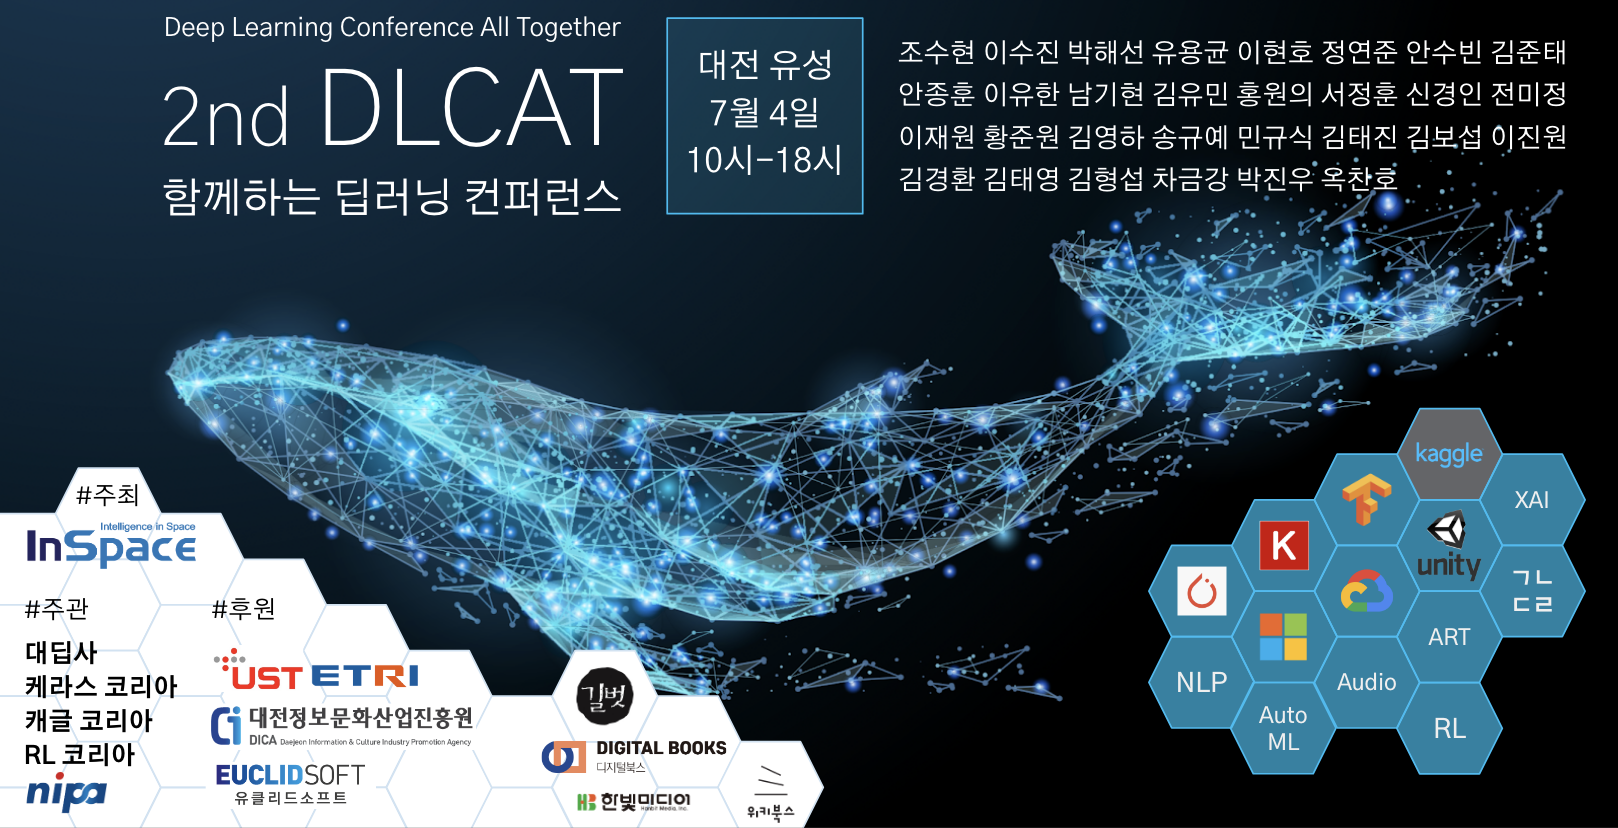 Deep Learning Conference All Together
2nd DLCAT
함께하는 딥러닝 컨퍼런스
대전 유성
7월 4일
10시-18시
조수현 이수진 박해선 유용균 이현호 정연준 안수빈 김준태
안종훈 이유한 남기현 김유민 홍원의 서정훈 신경인 전미정
이재원 황준원 김영하 송규예 민규식 김태진 김보섭 이진원
김경환 김태영 김형섭 차금강 박진우 옥찬호
#주최
Intelligence in Space
InSpace
#주관
대딥사
케라스 코리아
캐글 코리아
RL 코리아
nipa
#후원
UST ETRI
대전정보문화산업진흥원
DICA Daejeon Information & Culture Industry Promotion Agency
EUCLIDSOFT
유클리드소프트
길벗
DIGITAL BOOKS
디지털북스
HB 한빛미디어
Hanbit Media, Inc.
위키북스
kaggle
XAI
K
unity
ㄱㄴ
ㄷㄹ
ART
NLP
Audio
Auto
ML
RL